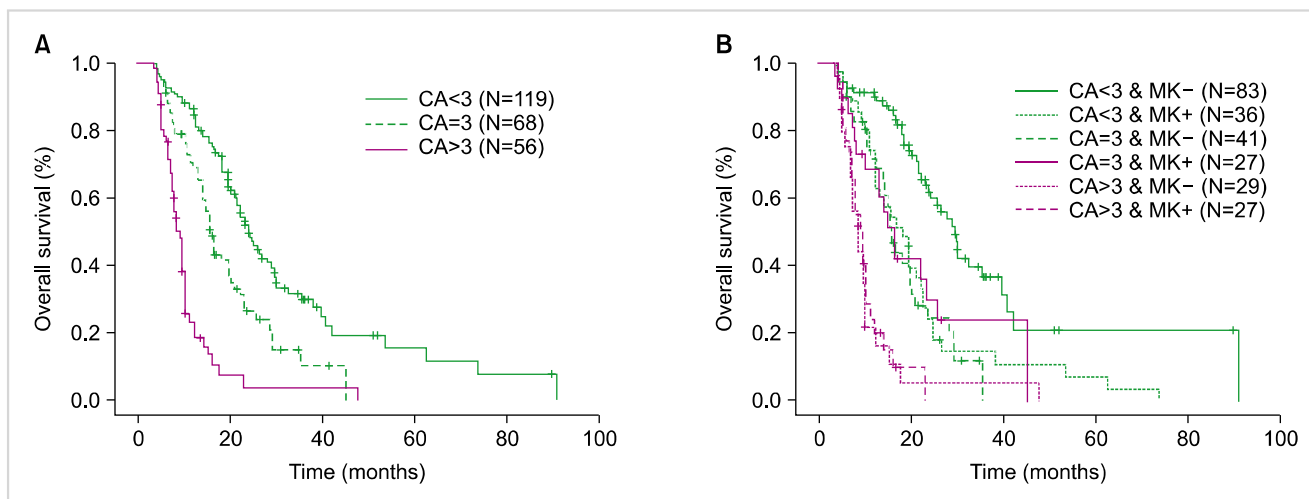 A
Overall survival (%)
1.0
0.8
0.6
0.4
0.2
0.0
0 20 40 60 80 100
Time (months)
CA<3 (N=119)
CA=3 (N=68)
CA>3 (N=56)
B
Overall survival (%)
1.0
0.8
0.6
0.4
0.2
0.0
0 20 40 60 80 100
Time (months)
CA<3 & MK− (N=83)
CA<3 & MK+ (N=36)
CA=3 & MK− (N=41)
CA=3 & MK+ (N=27)
CA>3 & MK− (N=29)
CA>3 & MK+ (N=27)